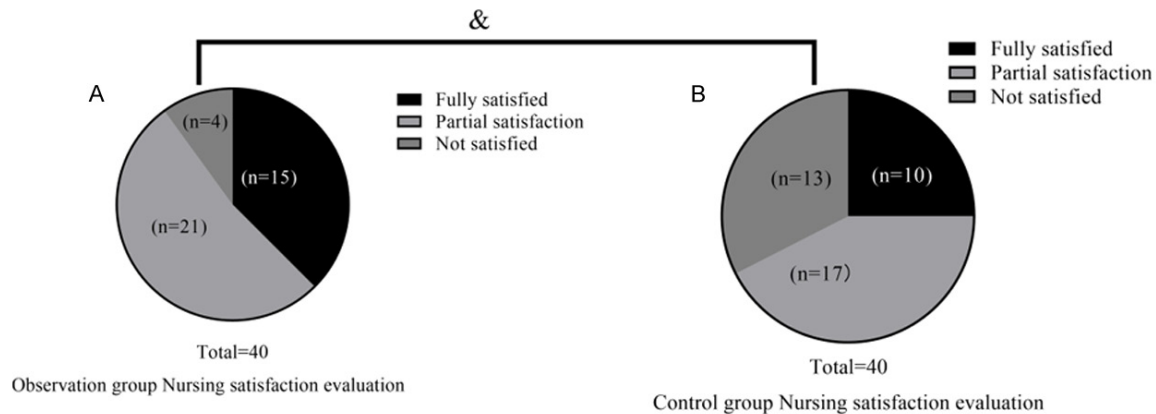 &
A
Fully satisfied
Partial satisfaction
Not satisfied
(n=4)
(n=15)
(n=21)
Total=40
Observation group Nursing satisfaction evaluation
B
Fully satisfied
Partial satisfaction
Not satisfied
(n=13)
(n=10)
(n=17)
Total=40
Control group Nursing satisfaction evaluation